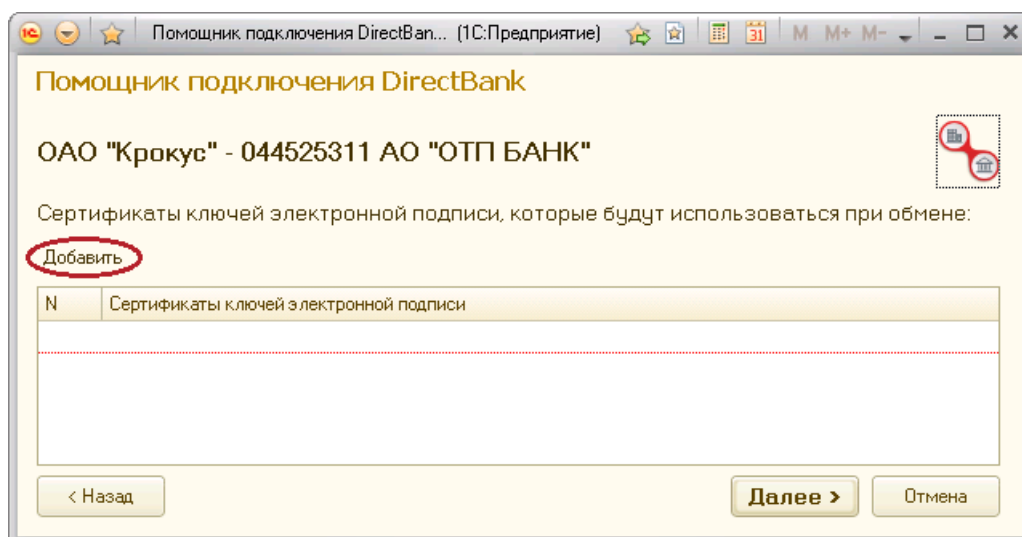 Помощник подключения DirectBan... (1С:Предприятие) 31 M M+ M-
Помощник подключения DirectBank
ОАО "Крокус" - 044525311 АО "ОТП БАНК"
Сертификаты ключей электронной подписи, которые будут использоваться при обмене:
Добавить
N Сертификаты ключей электронной подписи
< Назад Далее > Отмена